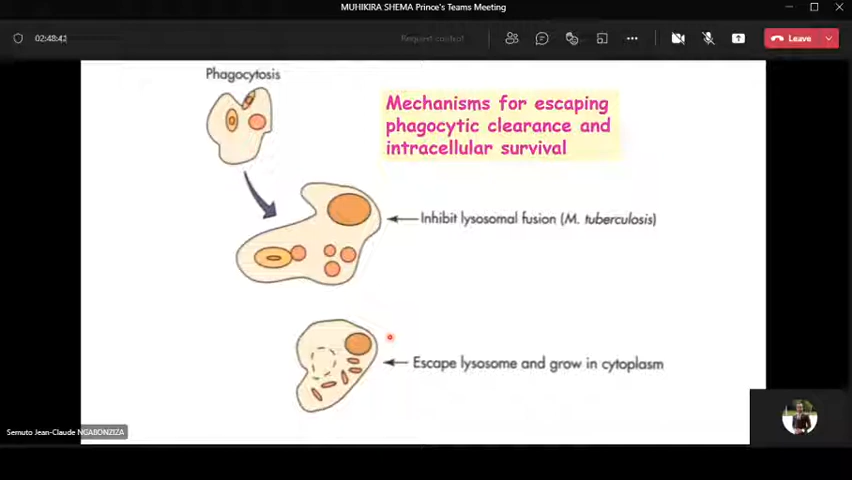 MUHIKIRA SHEMA Prince's Teams Meeting
02:48:41
Request control
Leave
Phagocytosis
Mechanisms for escaping
phagocytic clearance and
intracellular survival
Inhibit lysosomal fusion (M. tuberculosis)
Escape lysosome and grow in cytoplasm
Semuto Jean-Claude NGABONZIZA